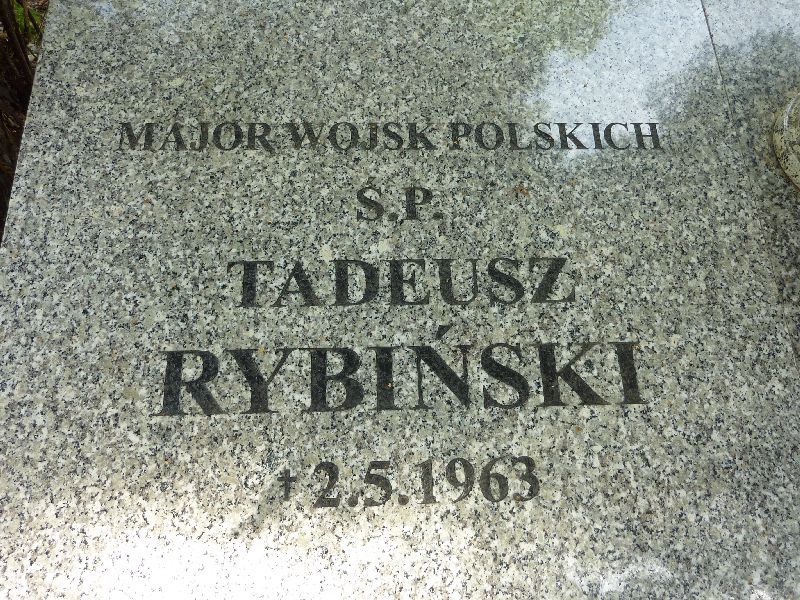 MAJOR WOJSK POLSKICH
Ś.P.
TADEUSZ
RYBIŃSKI
† 2.5.1963